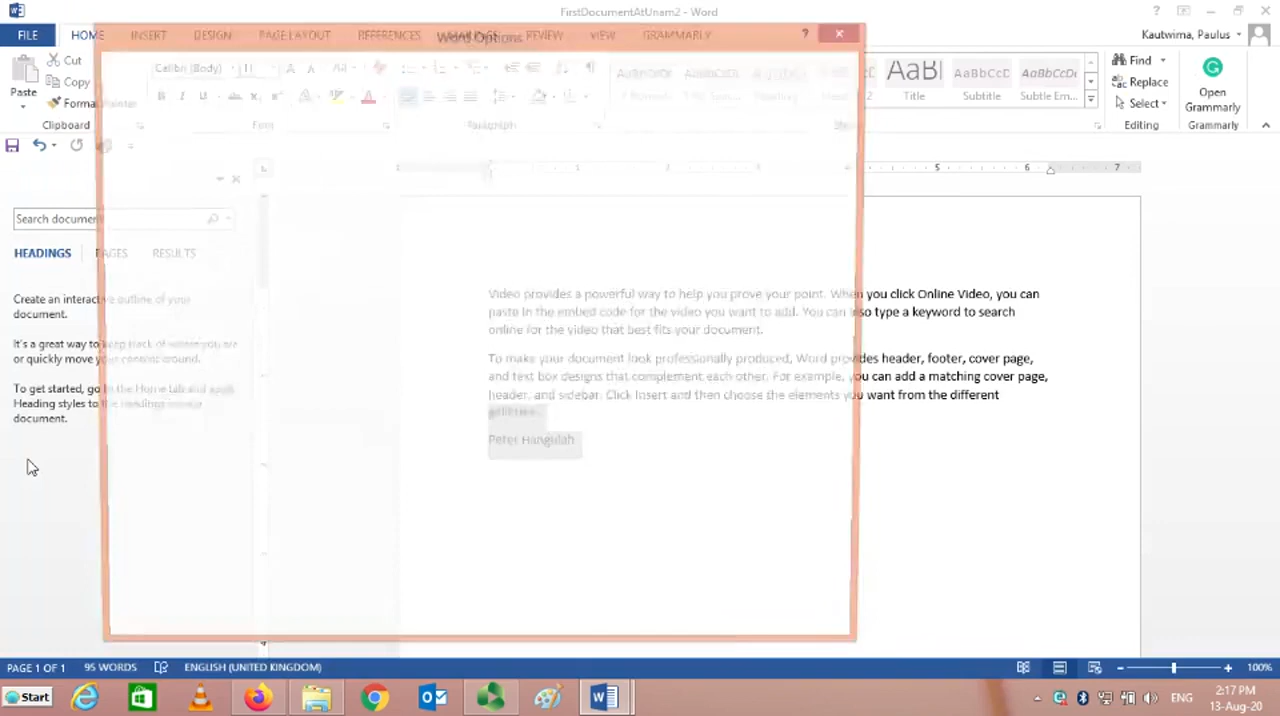 FirstDocumentAtUnam2 - Word
FILE HOME INSERT DESIGN PAGE LAYOUT REFERENCES MAILINGS REVIEW VIEW GRAMMARLY Kautwima, Paulus
Word Options
Paste
Cut
Copy
Format Painter
Clipboard
Calibri (Body) 11
Font
Paragraph
AaBl Title
AaBbCcD Subtitle
AaBbCcDi Subtle Em...
Find
Replace
Select
Editing
Open
Grammarly
Grammarly
5 6 7
Search document
HEADINGS PAGES RESULTS
Create an interactive outline of your
document.
It's a great way to keep track of where you are
or quickly move your content around.
To get started, go to the Home tab and apply
Heading styles to the headings in your
document.
Video provides a powerful way to help you prove your point. When you click Online Video, you can
paste in the embed code for the video you want to add. You can also type a keyword to search
online for the video that best fits your document.
To make your document look professionally produced, Word provides header, footer, cover page,
and text box designs that complement each other. For example, you can add a matching cover page,
header, and sidebar. Click Insert and then choose the elements you want from the different
galleries.
Peter Hangulah
PAGE 1 OF 1 95 WORDS ENGLISH (UNITED KINGDOM) 100%
Start ENG 2:17 PM
13-Aug-20